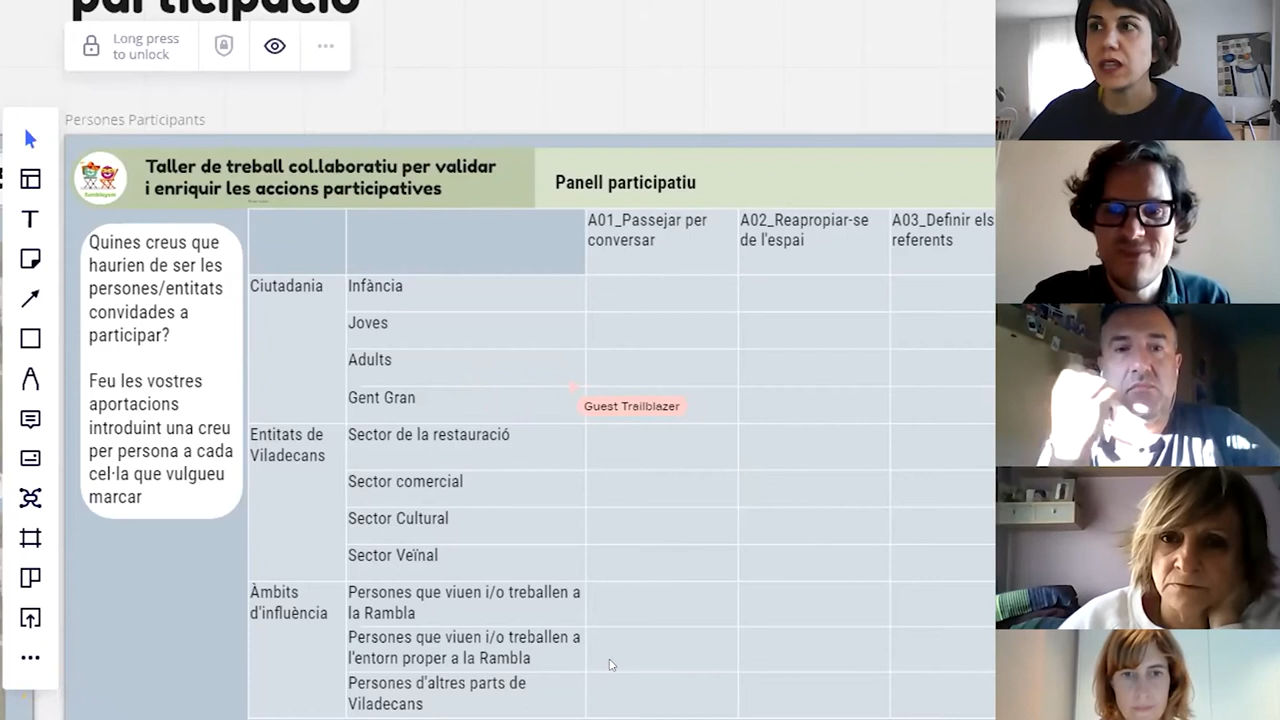 participació
Long press
to unlock
Persones Participants
Taller de treball col.laboratiu per validar
i enriquir les accions participatives
Panell participatiu
Quines creus que
haurien de ser les
persones/entitats
convidades a
participar?
Feu les vostres
aportacions
introduint una creu
per persona a cada
cel·la que vulgueu
marcar
A01_Passejar per
conversar
A02_Reapropiar-se
de l'espai
A03_Definir els
referents
Ciutadania
Infància
Joves
Adults
Gent Gran
Guest Trailblazer
Entitats de
Viladecans
Sector de la restauració
Sector comercial
Sector Cultural
Sector Veïnal
Àmbits
d'influència
Persones que viuen i/o treballen a
la Rambla
Persones que viuen i/o treballen a
l'entorn proper a la Rambla
Persones d'altres parts de
Viladecans